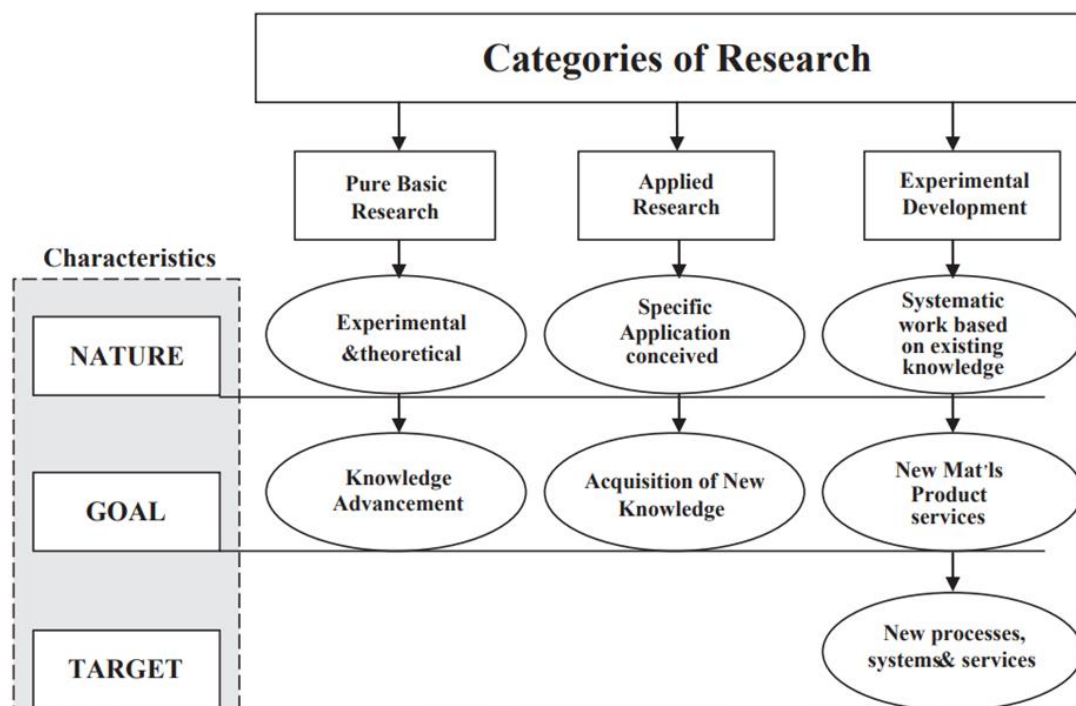 Categories of Research
Pure Basic
Research
Applied
Research
Experimental
Development
Characteristics
NATURE
Experimental
&theoretical
Specific
Application
conceived
Systematic
work based
on existing
knowledge
GOAL
Knowledge
Advancement
Acquisition of New
Knowledge
New Mat'ls
Product
services
TARGET
New processes,
systems& services